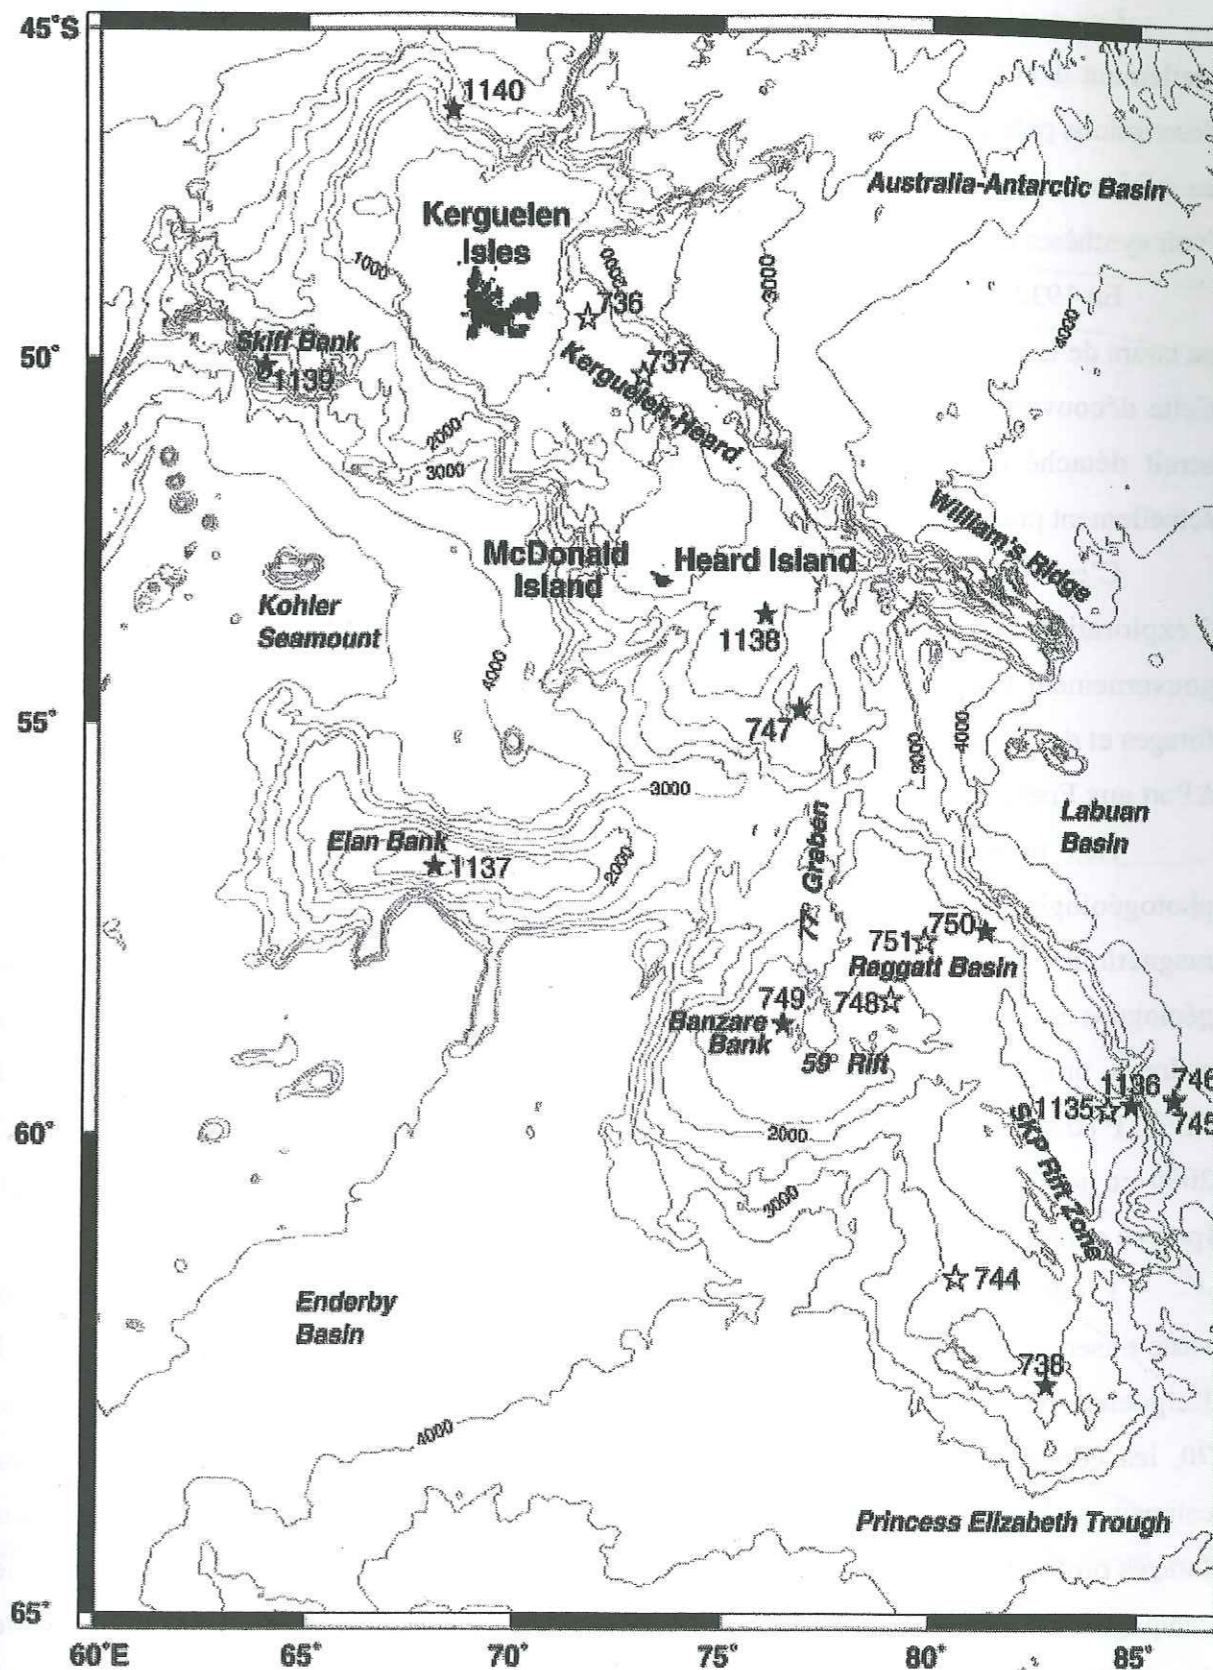 45°S
1140
Australia-Antarctic Basin
Kerguelen
Isles
1000
2000
3000
736
4000
Skiff Bank
50°
1139
737
Kerguelen-Heard
2000
3000
William's Ridge
McDonald
Island
Heard Island
Kohler
Seamount
1138
4000
55°
747
3000
4000
3000
Labuan
Basin
Elan Bank
1137
2000
77° Graben
751
750
Raggatt Basin
749
748
Banzare
Bank
59° Rift
1136
746
1135
745
60°
2000
SKP Rift Zone
3000
744
Enderby
Basin
738
4000
Princess Elizabeth Trough
65°
60°E
65°
70°
75°
80°
85°